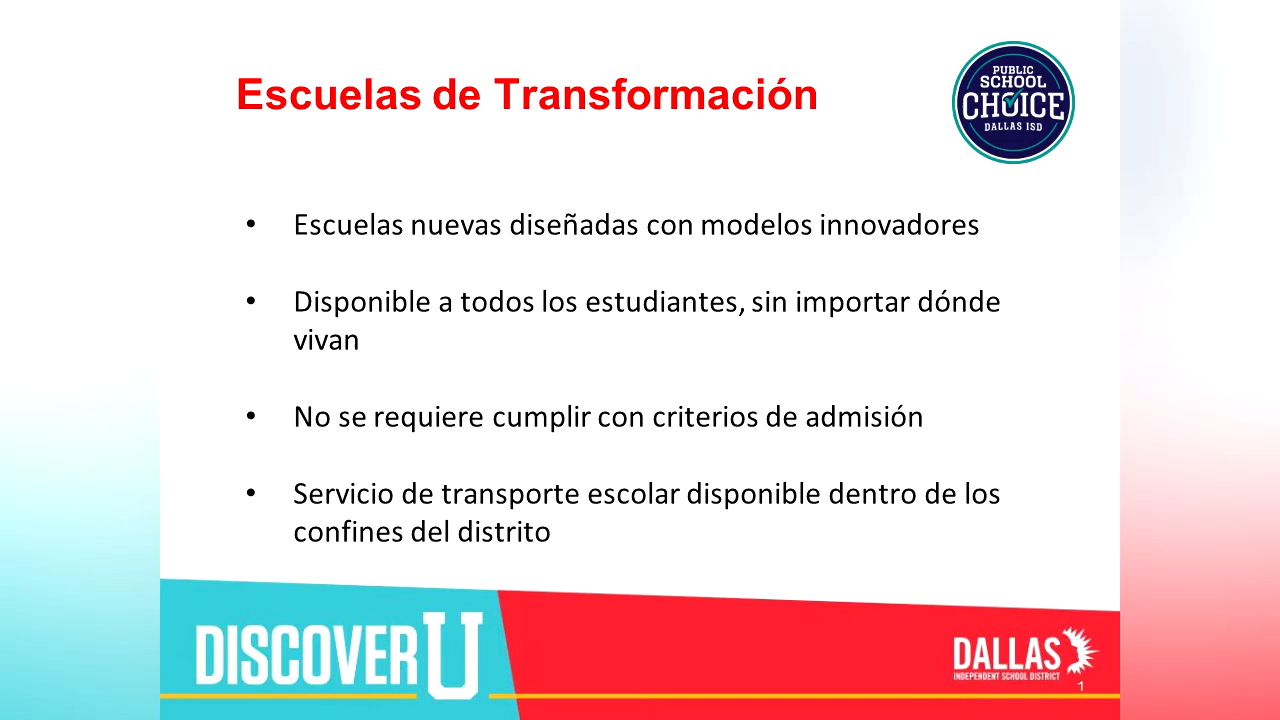 Escuelas de Transformación
PUBLIC
SCHOOL
CHOICE
DALLAS ISD
• Escuelas nuevas diseñadas con modelos innovadores
• Disponible a todos los estudiantes, sin importar dónde
vivan
• No se requiere cumplir con criterios de admisión
• Servicio de transporte escolar disponible dentro de los
confines del distrito
DISCOVER U
DALLAS
INDEPENDENT SCHOOL DISTRICT
1